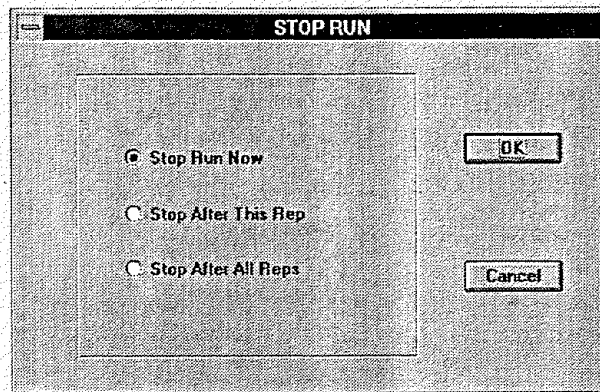 STOP RUN
Stop Run Now
OK
Stop After This Rep
Stop After All Reps
Cancel